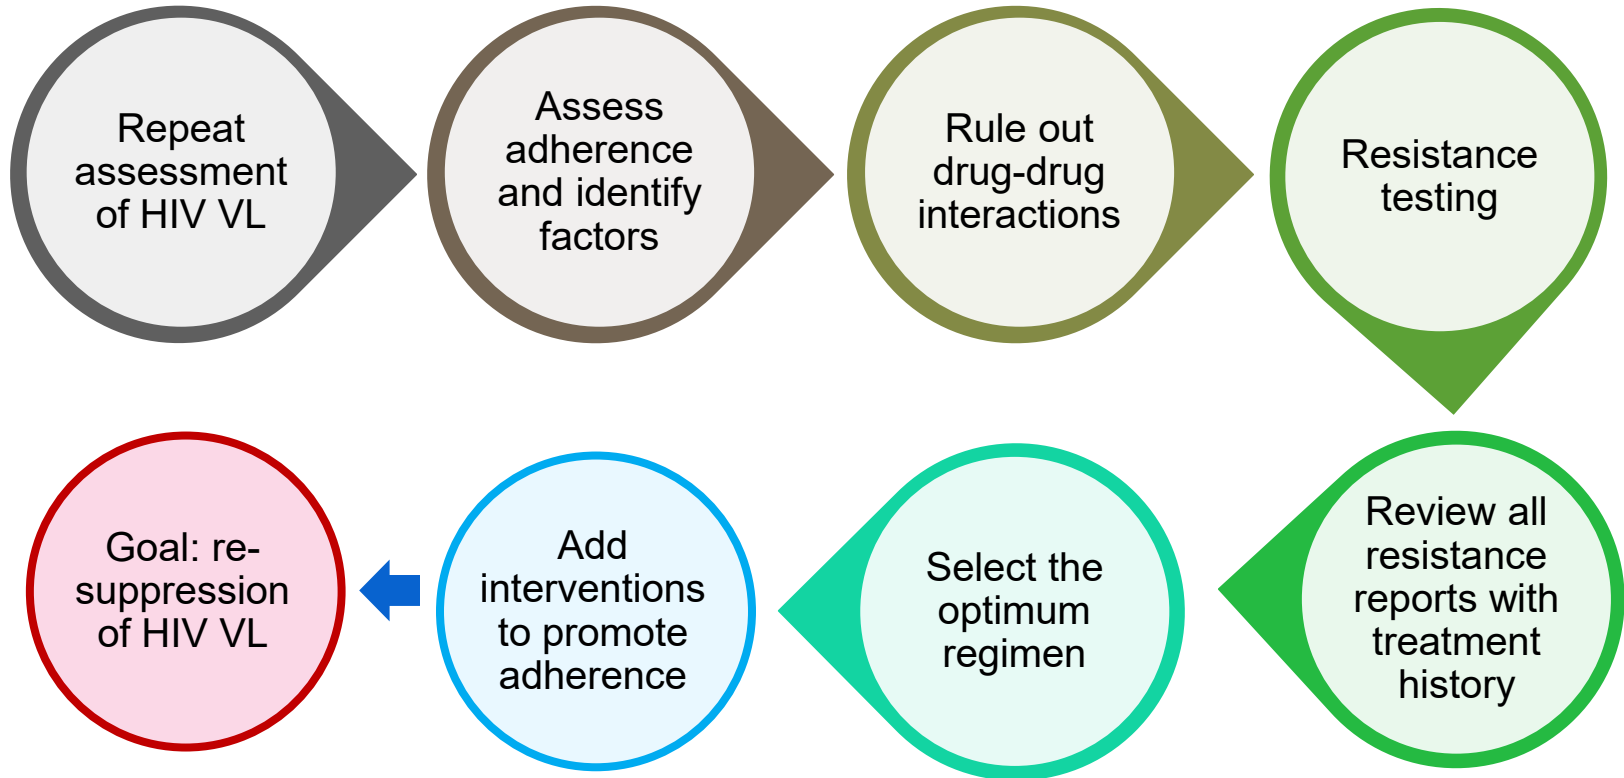 Repeat
assessment
of HIV VL
Assess
adherence
and identify
factors
Rule out
drug-drug
interactions
Resistance
testing
Review all
resistance
reports with
treatment
history
Select the
optimum
regimen
Add
interventions
to promote
adherence
Goal: re-
suppression
of HIV VL